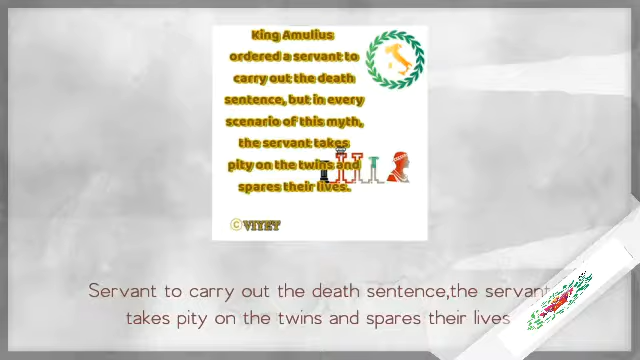 King Amulius
ordered a servant to
carry out the death
sentence, but in every
scenario of this myth,
the servant takes
pity on the twins and
spares their lives.
© VITET
Servant to carry out the death sentence,the servant
takes pity on the twins and spares their lives